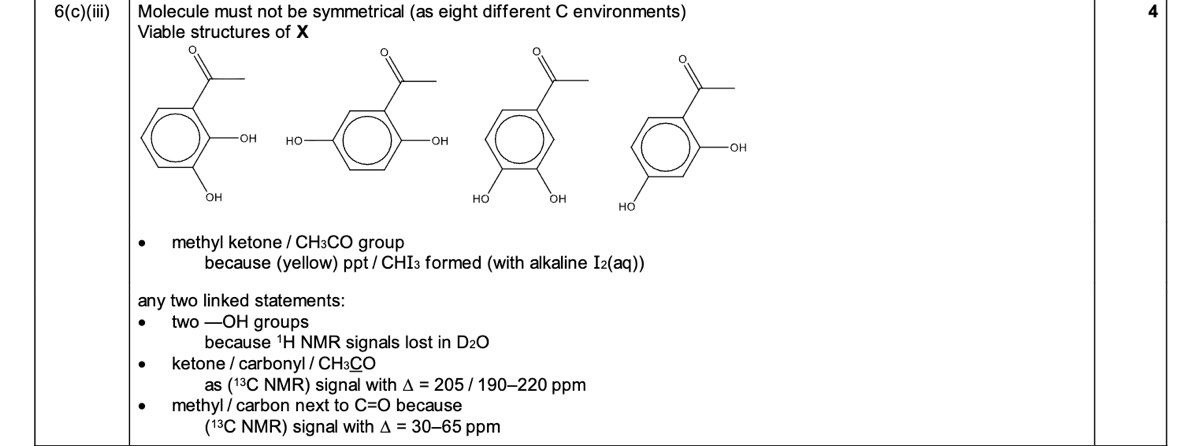 6(c)(iii) Molecule must not be symmetrical (as eight different C environments) 4
Viable structures of X
O O O O
OH HO OH HO OH OH
OH HO OH
• methyl ketone / CH₃CO group
because (yellow) ppt / CHI₃ formed (with alkaline I₂(aq))
any two linked statements:
• two —OH groups
because ¹H NMR signals lost in D₂O
• ketone / carbonyl / CH₃CO
as (¹³C NMR) signal with Δ = 205 / 190–220 ppm
• methyl / carbon next to C=O because
(¹³C NMR) signal with Δ = 30–65 ppm